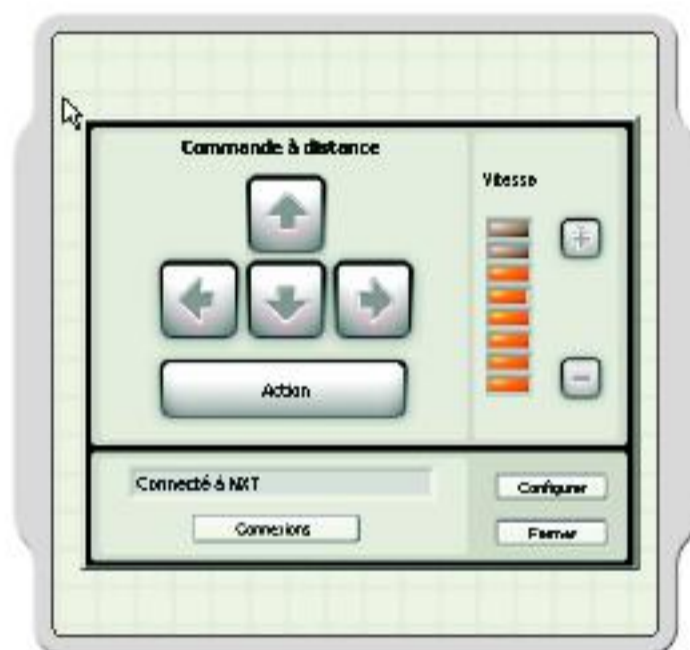 Commande à distance
Vitesse
+
Action
-
Connecté à NXT
Configurer
Connexions
Fermer